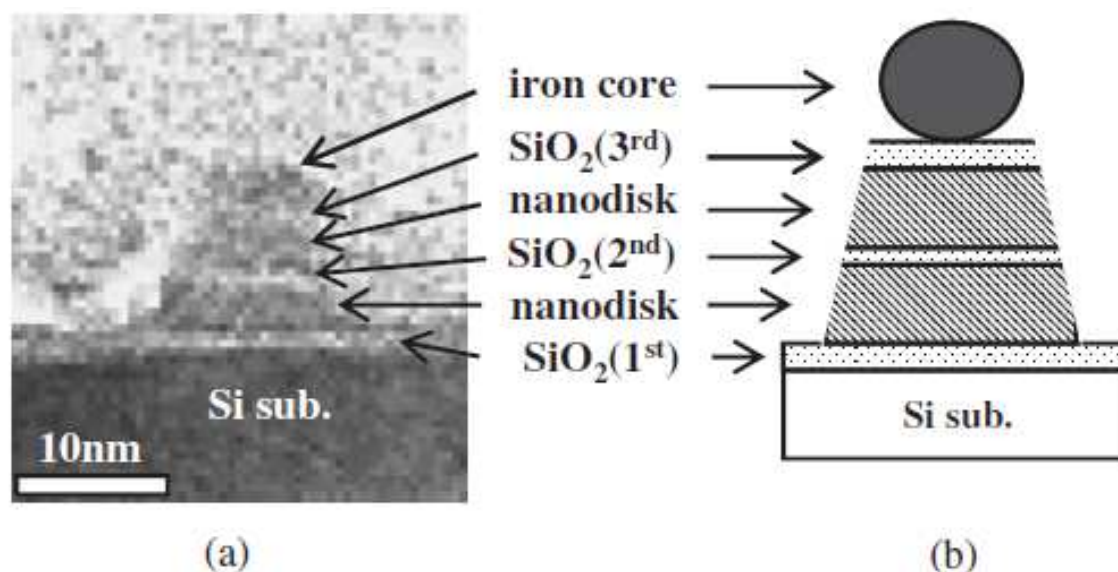 iron core
SiO₂(3ʳᵈ)
nanodisk
SiO₂(2ⁿᵈ)
nanodisk
SiO₂(1ˢᵗ)
Si sub.
10nm
Si sub.
(a)
(b)